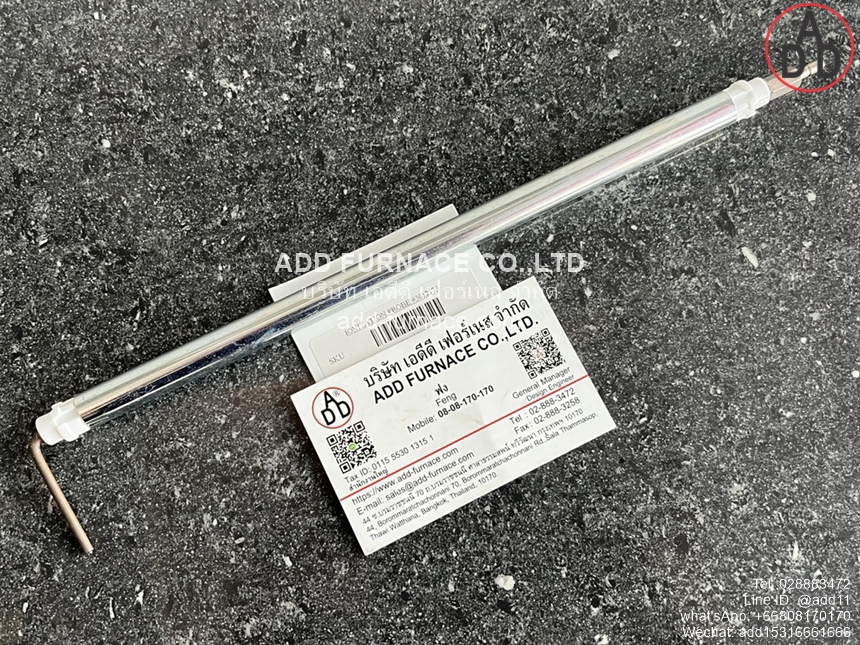 ADD
ADD FURNACE CO.,LTD
บริษัท เอดีดี เฟอร์เนส จำกัด
IONIZATION PROBE
SKU
บริษัท เอดีดี เฟอร์เนส จำกัด
ADD FURNACE CO.,LTD.
ADD
ฟง
Feng
Mobile: 08-08-170-170
General Manager
Design Engineer
Tax ID: 0115 5530 1315 1
สำนักงานใหญ่
Tel : 02-888-3472
Fax : 02-888-3258
https://www.add-furnace.com
E-mail: sales@add-furnace.com
44 ซ.บรมราชชนนี 70 ถ.บรมราชชนนี ศาลาธรรมสพน์ ทวีวัฒนา กรุงเทพฯ 10170
44, Borommaratchachonnani 70, Borommaratchachonnani Rd.,Sala Thammasop,
Thawi Watthana, Bangkok, Thailand, 10170.
Tel: 028883472
Line ID: @add11
what'sApp: +66808170170
Wechat: add15316661666